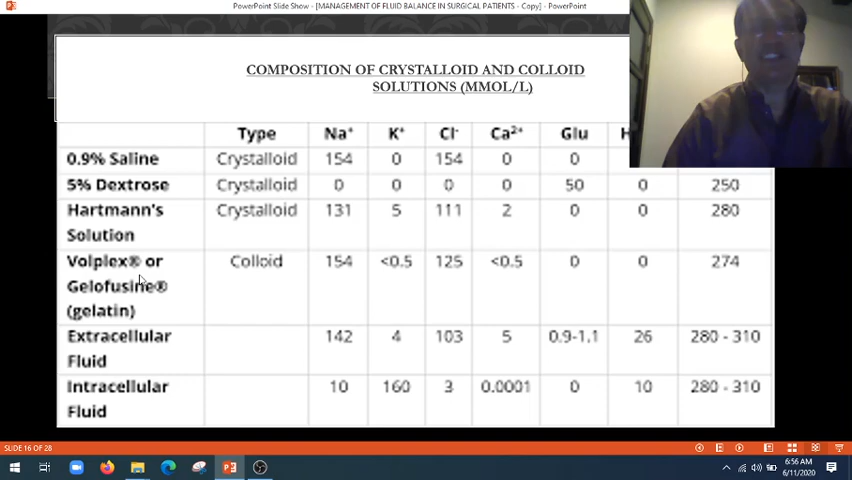 PowerPoint Slide Show - [MANAGEMENT OF FLUID BALANCE IN SURGICAL PATIENTS - Copy] - PowerPoint
COMPOSITION OF CRYSTALLOID AND COLLOID
SOLUTIONS (MMOL/L)
Type Na⁺ K⁺ Cl⁻ Ca²⁺ Glu
0.9% Saline Crystalloid 154 0 154 0 0
5% Dextrose Crystalloid 0 0 0 0 50 0 250
Hartmann's Crystalloid 131 5 111 2 0 0 280
Solution
Volplex® or Colloid 154 <0.5 125 <0.5 0 0 274
Gelofusine®
(gelatin)
Extracellular 142 4 103 5 0.9-1.1 26 280 - 310
Fluid
Intracellular 10 160 3 0.0001 0 10 280 - 310
Fluid
SLIDE 16 OF 28
6:56 AM
6/11/2020